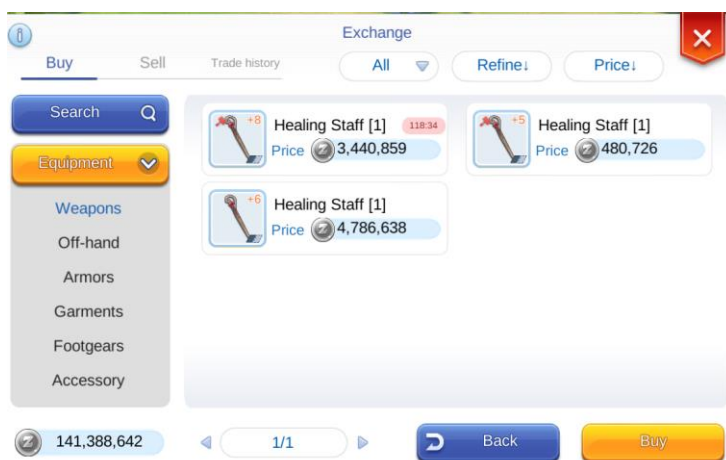 Exchange
Buy Sell Trade history All Refine↓ Price↓
Search
Equipment
Weapons
Off-hand
Armors
Garments
Footgears
Accessory
+8 Healing Staff [1] 118:34
Price Z 3,440,859
+5 Healing Staff [1]
Price Z 480,726
+6 Healing Staff [1]
Price Z 4,786,638
Z 141,388,642 1/1 Back Buy